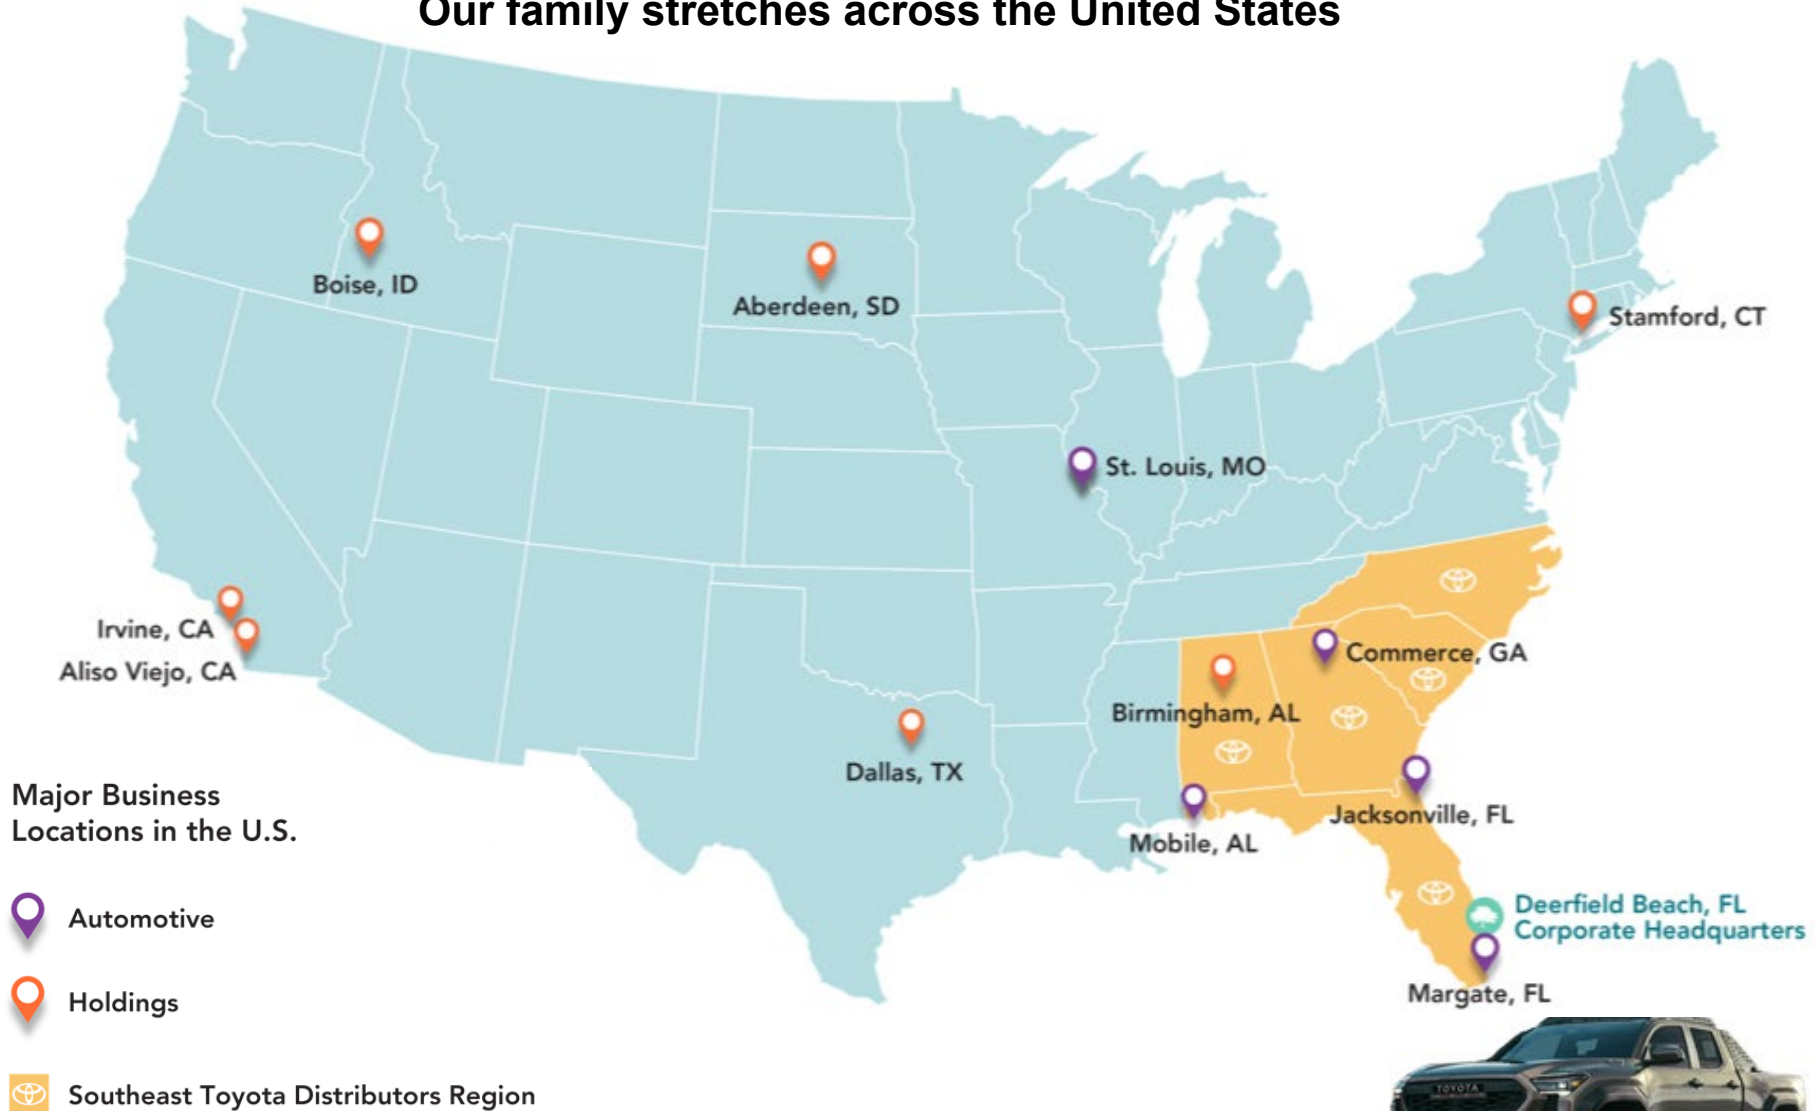 Our family stretches across the United States
Boise, ID
Aberdeen, SD
Stamford, CT
St. Louis, MO
Irvine, CA
Aliso Viejo, CA
Commerce, GA
Birmingham, AL
Dallas, TX
Jacksonville, FL
Mobile, AL
Deerfield Beach, FL
Corporate Headquarters
Margate, FL
Major Business
Locations in the U.S.
Automotive
Holdings
Southeast Toyota Distributors Region
TOYOTA